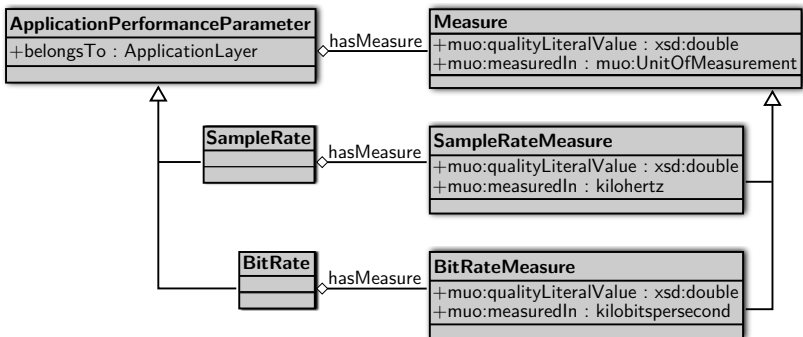 ApplicationPerformanceParameter
+belongsTo : ApplicationLayer
hasMeasure
Measure
+muo:qualityLiteralValue : xsd:double
+muo:measuredIn : muo:UnitOfMeasurement
SampleRate
hasMeasure
SampleRateMeasure
+muo:qualityLiteralValue : xsd:double
+muo:measuredIn : kilohertz
BitRate
hasMeasure
BitRateMeasure
+muo:qualityLiteralValue : xsd:double
+muo:measuredIn : kilobitspersecond